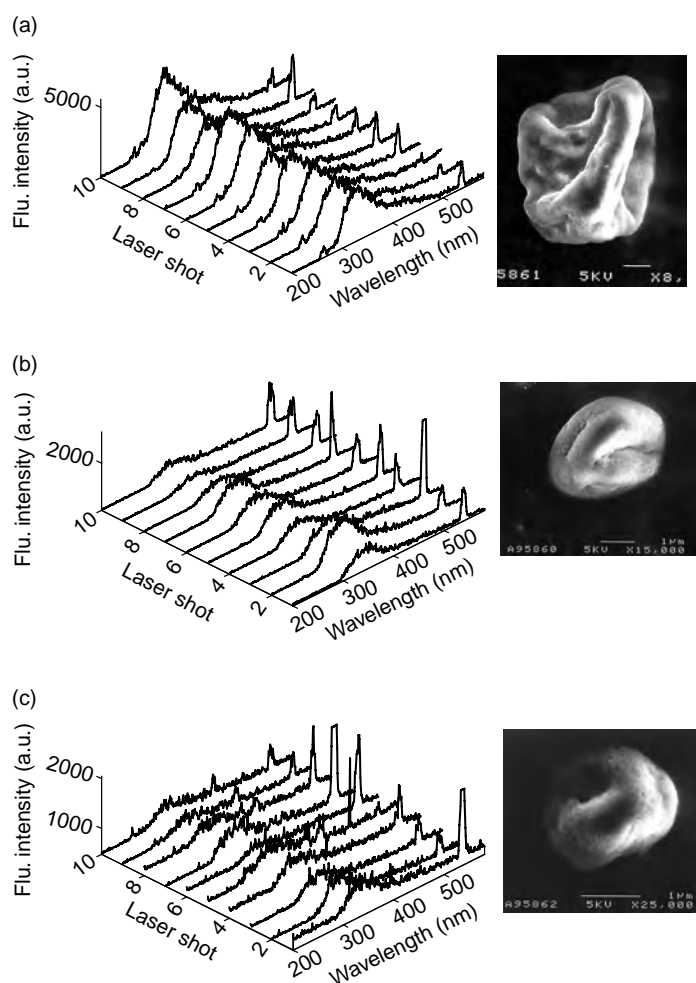 (a)
Flu. intensity (a.u.)
5000
10
8
6
4
2
Laser shot
200
300
400
500
Wavelength (nm)
5861 5KV X8,
(b)
Flu. intensity (a.u.)
2000
10
8
6
4
2
Laser shot
200
300
400
500
Wavelength (nm)
1µm
A95860 5KV X15,000
(c)
Flu. intensity (a.u.)
2000
1000
10
8
6
4
2
Laser shot
200
300
400
500
Wavelength (nm)
1µm
A95862 5KV X25,000